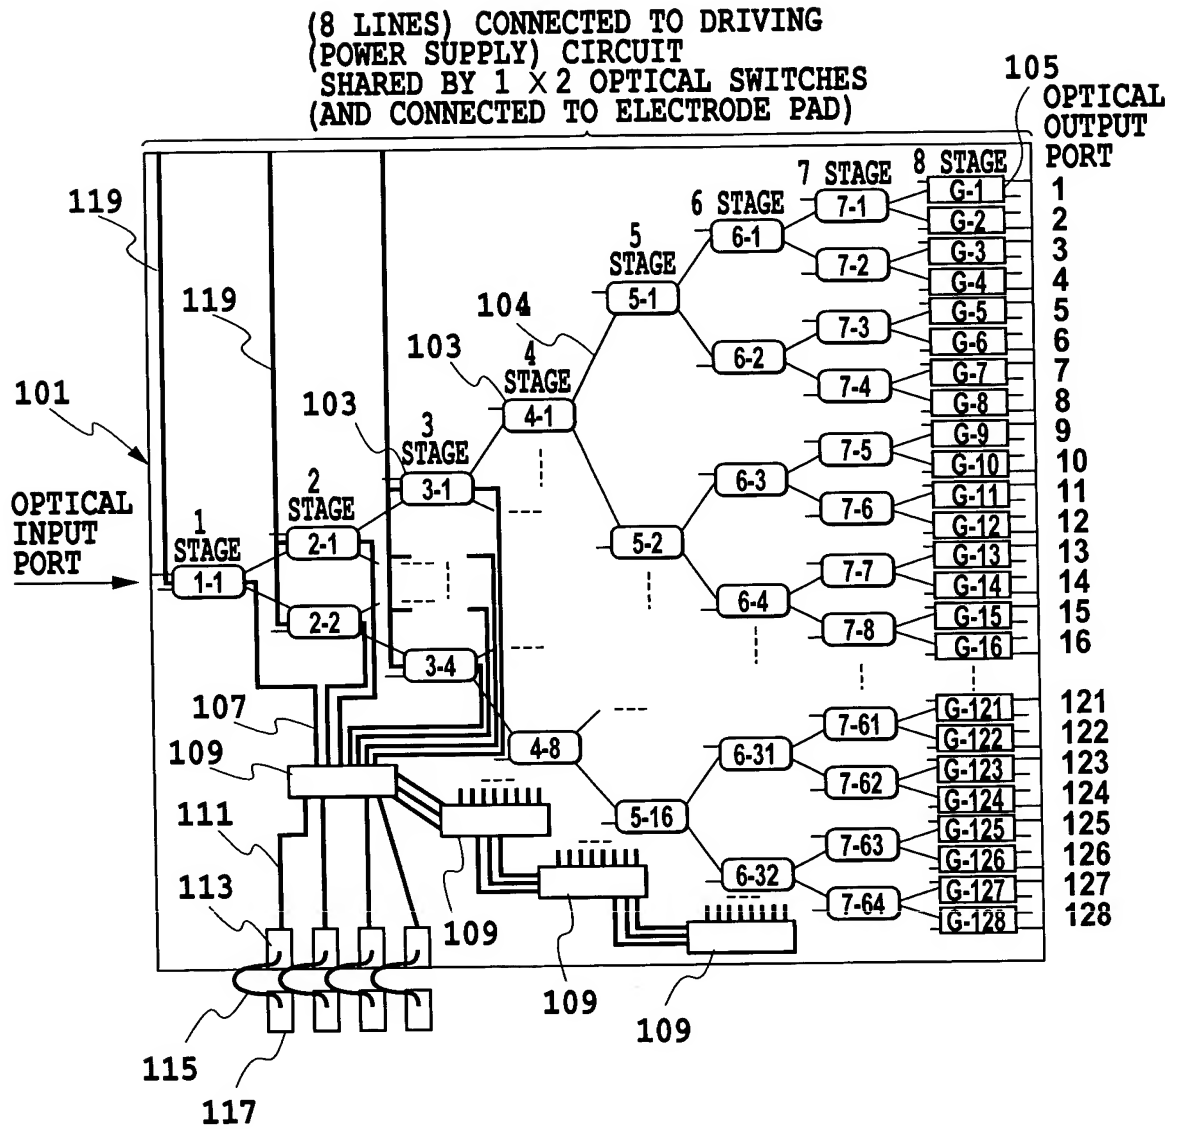 (8 LINES) CONNECTED TO DRIVING
(POWER SUPPLY) CIRCUIT
SHARED BY 1 X 2 OPTICAL SWITCHES
(AND CONNECTED TO ELECTRODE PAD)
105
OPTICAL
OUTPUT
PORT
119
119
101
103
103
104
OPTICAL
INPUT
PORT
1
STAGE
2
STAGE
3
STAGE
4
STAGE
5
STAGE
6 STAGE
7 STAGE
8 STAGE
1-1
2-1
2-2
3-1
3-4
4-1
4-8
5-1
5-2
5-16
6-1
6-2
6-3
6-4
6-31
6-32
7-1
7-2
7-3
7-4
7-5
7-6
7-7
7-8
7-61
7-62
7-63
7-64
G-1 1
G-2 2
G-3 3
G-4 4
G-5 5
G-6 6
G-7 7
G-8 8
G-9 9
G-10 10
G-11 11
G-12 12
G-13 13
G-14 14
G-15 15
G-16 16
G-121 121
G-122 122
G-123 123
G-124 124
G-125 125
G-126 126
G-127 127
G-128 128
107
109
111
113
109
109
109
115
117